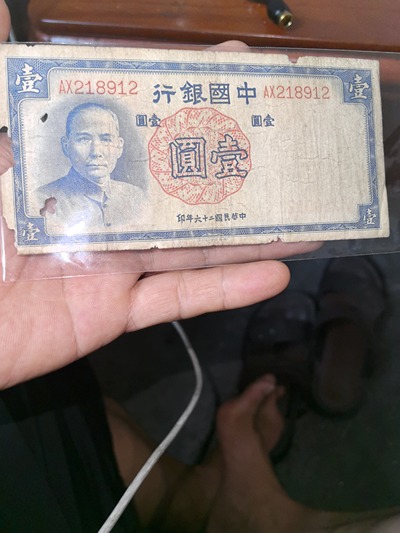 壹 壹
AX218912 行銀國中 AX218912
圓壹 圓壹
圓壹
印年六十二國民華中
壹 壹